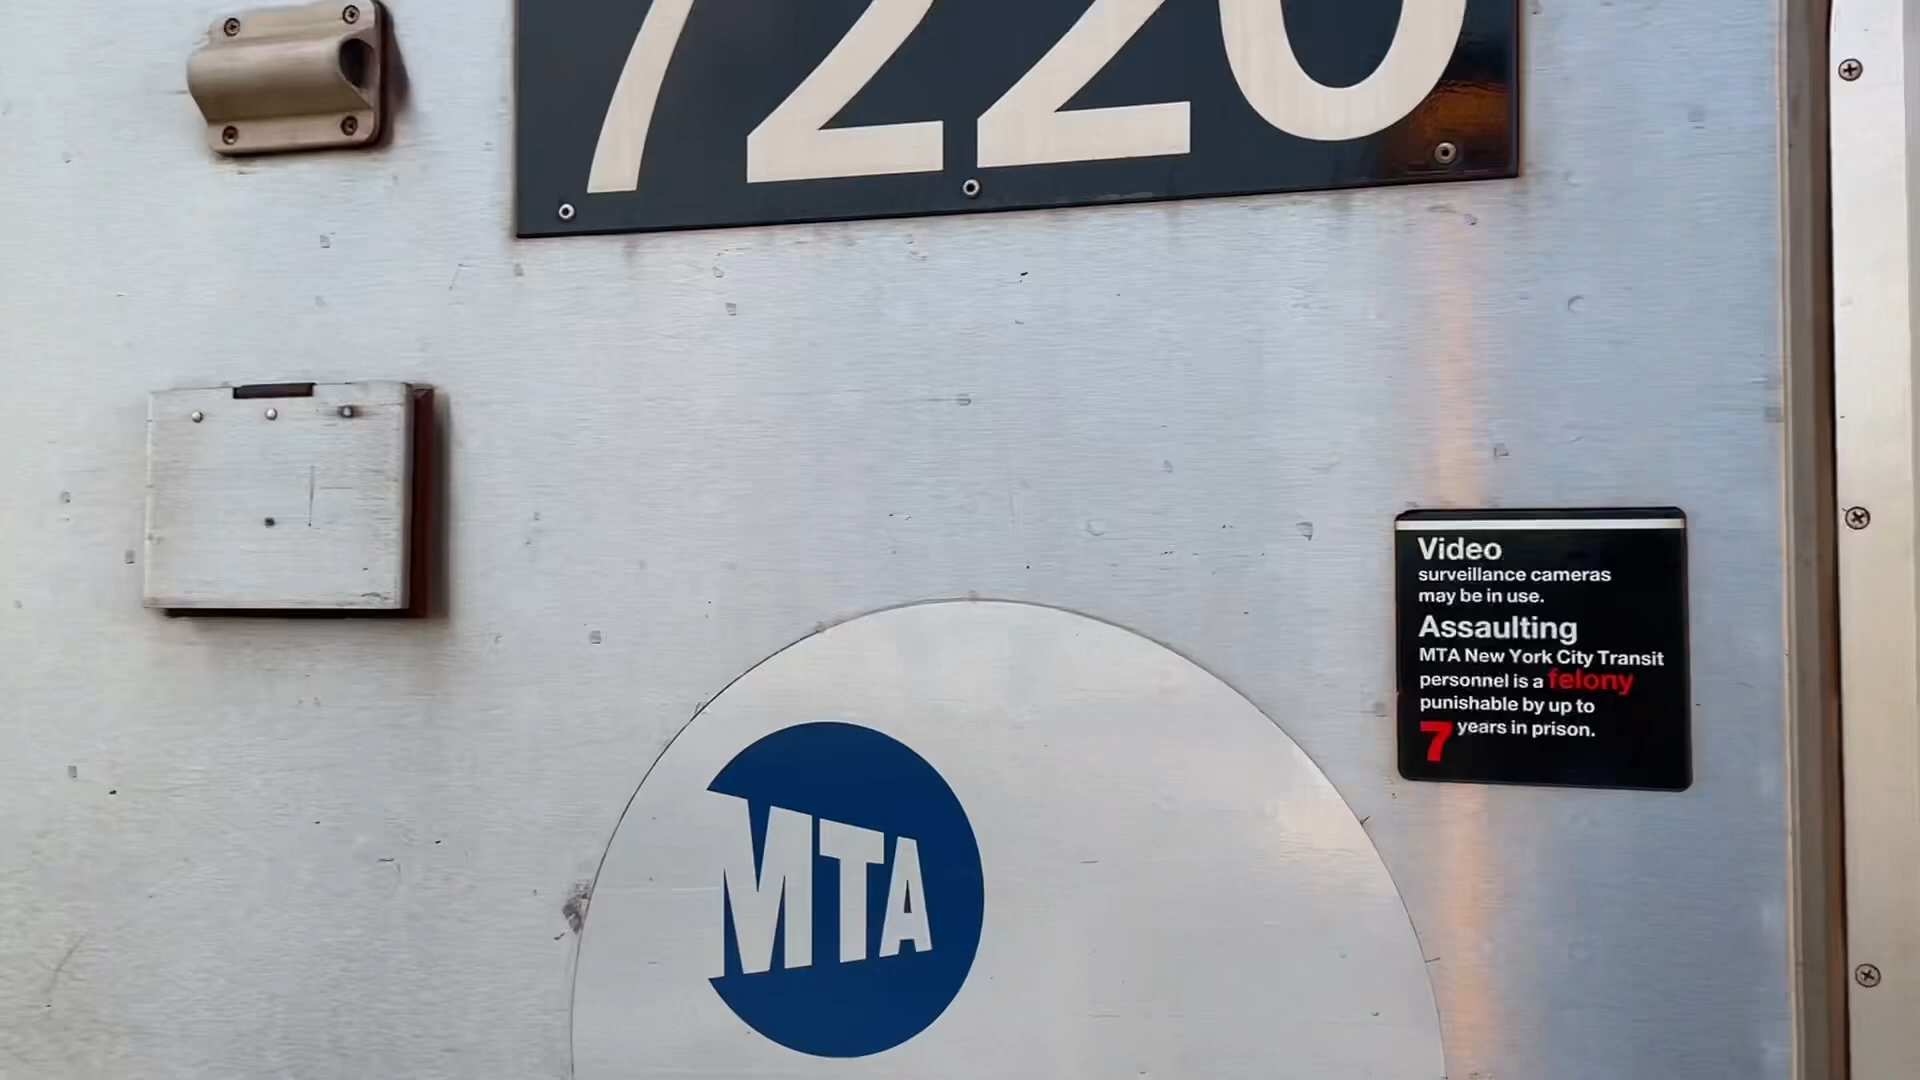 7220
Video
surveillance cameras
may be in use.
Assaulting
MTA New York City Transit
personnel is a felony
punishable by up to
7 years in prison.
MTA